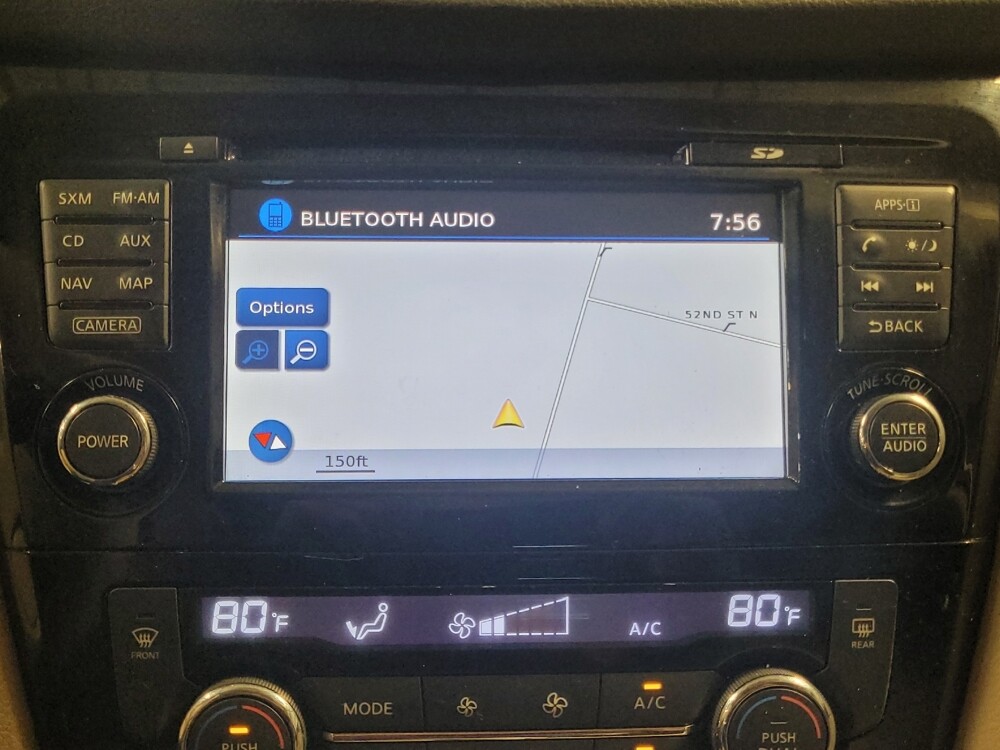 SD
SXM FM·AM
CD AUX
NAV MAP
CAMERA
BLUETOOTH AUDIO 7:56
Options
52ND ST N
150ft
APPS·i
BACK
VOLUME
POWER
TUNE·SCROLL
ENTER
AUDIO
80°F A/C 80°F
FRONT
REAR
MODE
A/C
PUSH
PUSH